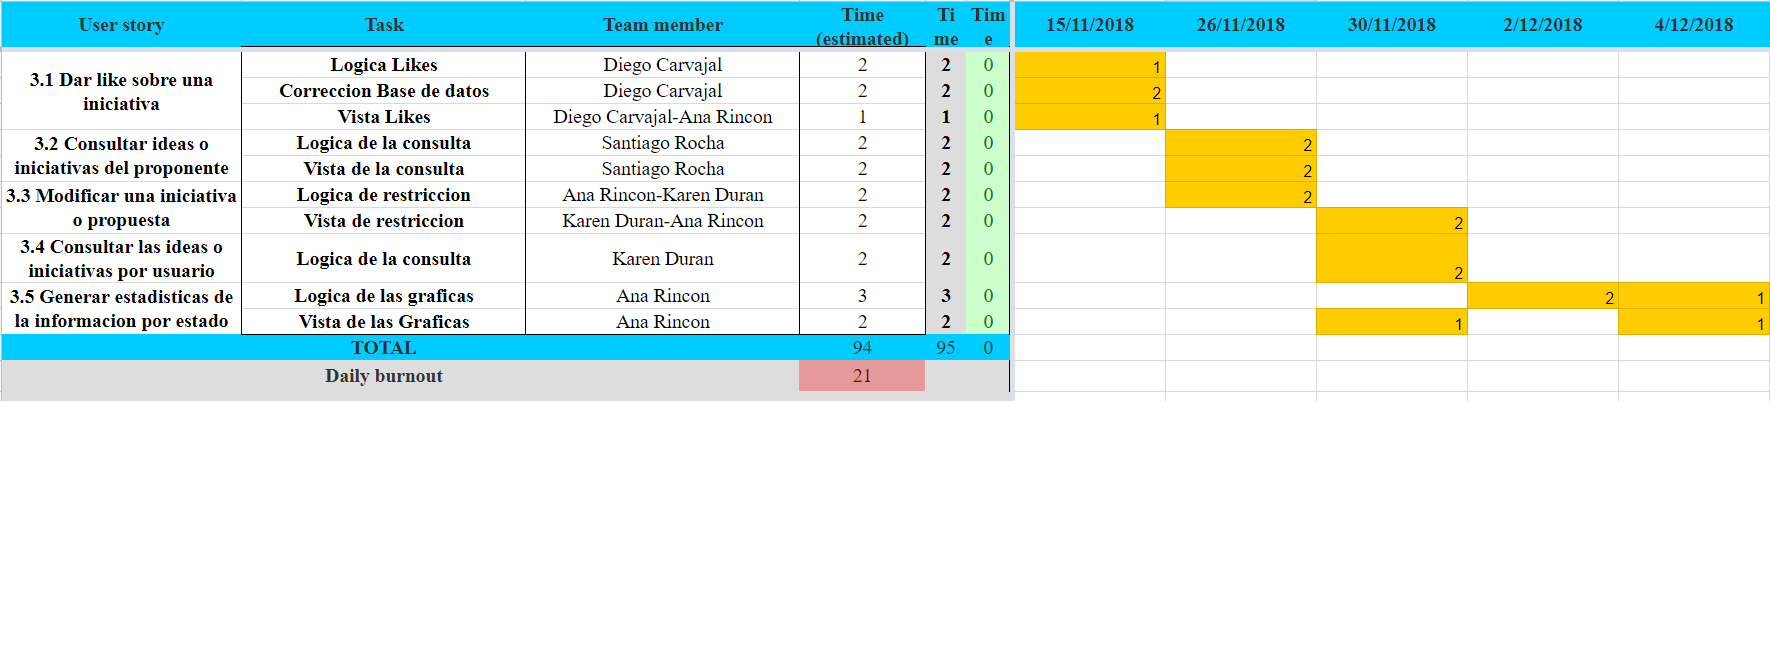 User story Task Team member Time (estimated) Ti me Tim e 15/11/2018 26/11/2018 30/11/2018 2/12/2018 4/12/2018
3.1 Dar like sobre una iniciativa Logica Likes Diego Carvajal 2 2 0 1
Correccion Base de datos Diego Carvajal 2 2 0 2
Vista Likes Diego Carvajal-Ana Rincon 1 1 0 1
3.2 Consultar ideas o iniciativas del proponente Logica de la consulta Santiago Rocha 2 2 0 2
Vista de la consulta Santiago Rocha 2 2 0 2
3.3 Modificar una iniciativa o propuesta Logica de restriccion Ana Rincon-Karen Duran 2 2 0 2
Vista de restriccion Karen Duran-Ana Rincon 2 2 0 2
3.4 Consultar las ideas o iniciativas por usuario Logica de la consulta Karen Duran 2 2 0 2
3.5 Generar estadisticas de la informacion por estado Logica de las graficas Ana Rincon 3 3 0 2 1
Vista de las Graficas Ana Rincon 2 2 0 1 1
TOTAL 94 95 0
Daily burnout 21